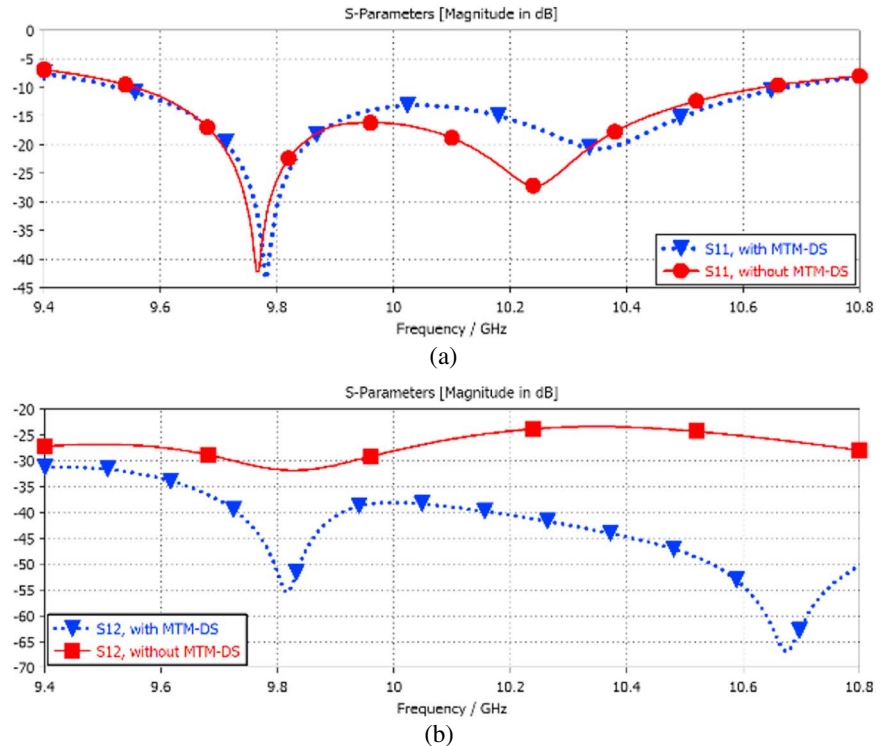 S-Parameters [Magnitude in dB]
0
-5
-10
-15
-20
-25
-30
-35
-40
-45
S11, with MTM-DS
S11, without MTM-DS
9.4 9.6 9.8 10 10.2 10.4 10.6 10.8
Frequency / GHz
(a)
S-Parameters [Magnitude in dB]
-20
-25
-30
-35
-40
-45
-50
-55
-60
-65
-70
S12, with MTM-DS
S12, without MTM-DS
9.4 9.6 9.8 10 10.2 10.4 10.6 10.8
Frequency / GHz
(b)